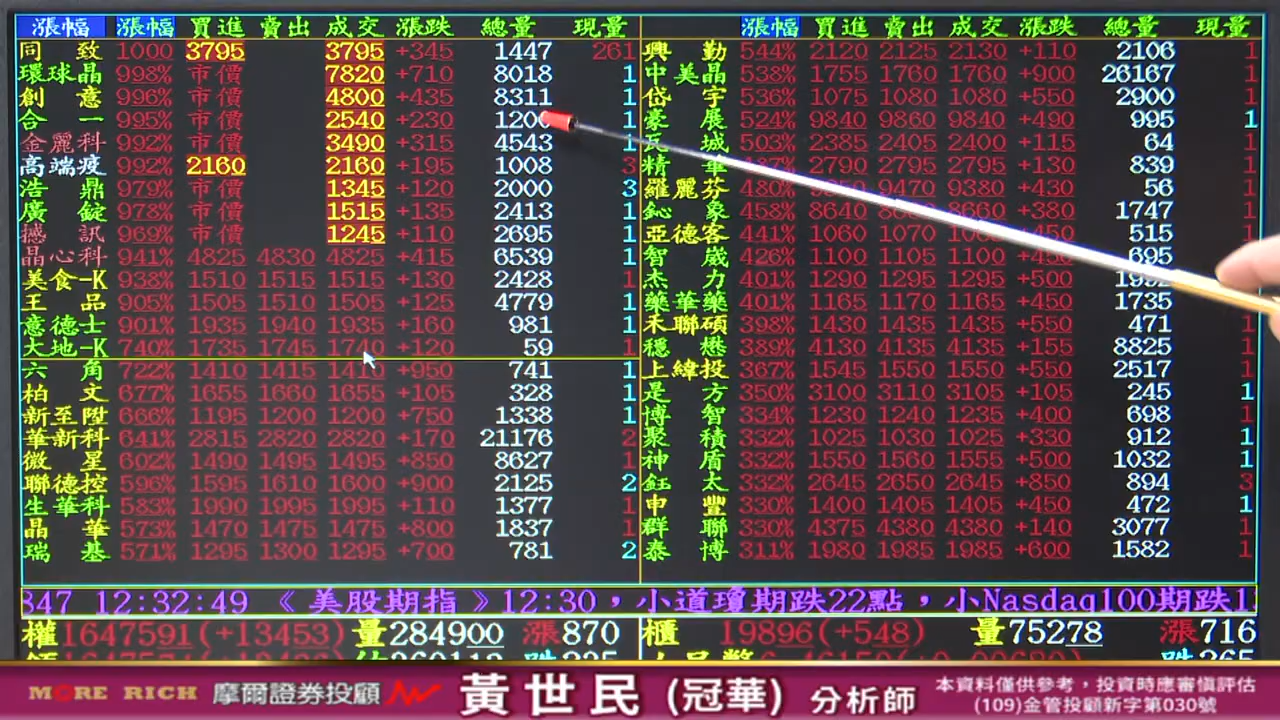 漲幅 漲幅 買進 賣出 成交 漲跌 總量 現量
同致 1000 3795 3795 +345 1447 261
環球晶 998% 市價 7820 +710 8018 1
創意 996% 市價 4800 +435 8311 1
合一 995% 市價 2540 +230 120 1
金麗科 992% 市價 3490 +315 4543 1
高端疫 992% 2160 2160 +195 1008 3
浩鼎 979% 市價 1345 +120 2000 3
廣錠 978% 市價 1515 +135 2413 1
撼訊 969% 市價 1245 +110 2695 1
晶心科 941% 4825 4830 4825 +415 6539 1
美食-K 938% 1510 1515 1515 +130 2428 1
王品 905% 1505 1510 1505 +125 4779 1
意德士 901% 1935 1940 1935 +160 981 1
大地-K 740% 1735 1745 1740 +120 59 1
六角 722% 1410 1415 141 +950 741 1
柏文 677% 1655 1660 1655 +105 328 1
新至陞 666% 1195 1200 1200 +750 1338 1
華新科 641% 2815 2820 2820 +170 21176 2
微星 602% 1490 1495 1495 +850 8627 1
聯德控 596% 1595 1610 1600 +900 2125 2
生華科 583% 1990 1995 1995 +110 1377 1
晶華 573% 1470 1475 1475 +800 1837 1
瑞基 571% 1295 1300 1295 +700 781 2
漲幅 買進 賣出 成交 漲跌 總量 現量
興勤 544% 2120 2125 2130 +110 2106 1
中美晶 538% 1755 1760 1760 +900 26167 1
岱宇 536% 1075 1080 1080 +550 2900 1
豪展 524% 9840 9860 9840 +490 995 1
城 503% 2385 2405 2400 +115 64 1
精華 2790 2790 2795 +130 839 1
羅麗芬 480% 9470 9380 +430 56 1
鈊象 458% 8640 8660 +380 1747 1
亞德客 441% 1060 1070 +450 515 1
智崴 426% 1100 1105 1100 695 1
杰力 401% 1290 1295 1295 +500 1
藥華藥 401% 1165 1170 1165 +450 1735 1
禾聯碩 398% 1430 1435 1435 +550 471 1
穩懋 389% 4130 4135 4135 +155 8825 1
上緯投 367% 1545 1550 1550 +550 2517 1
是方 350% 3100 3110 3105 +105 245 1
博智 334% 1230 1240 1235 +400 698 1
聚積 332% 1025 1030 1025 +330 912 1
神盾 332% 1550 1560 1555 +500 1032 1
鈺太 332% 2645 2650 2645 +850 894 3
申豐 330% 1400 1405 1405 +450 472 1
群聯 330% 4375 4380 4380 +140 3077 1
泰博 311% 1980 1985 1985 +600 1582 1
847 12:32:49 《美股期指》12:30，小道瓊期跌22點，小Nasdaq100期跌1
權1647591(+13453)量284900 漲870 櫃 19896(+548) 量75278 漲716
MORE RICH 摩爾證券投顧 黃世民 (冠華) 分析師
本資料僅供參考，投資時應審慎評估
(109)金管投顧新字第030號